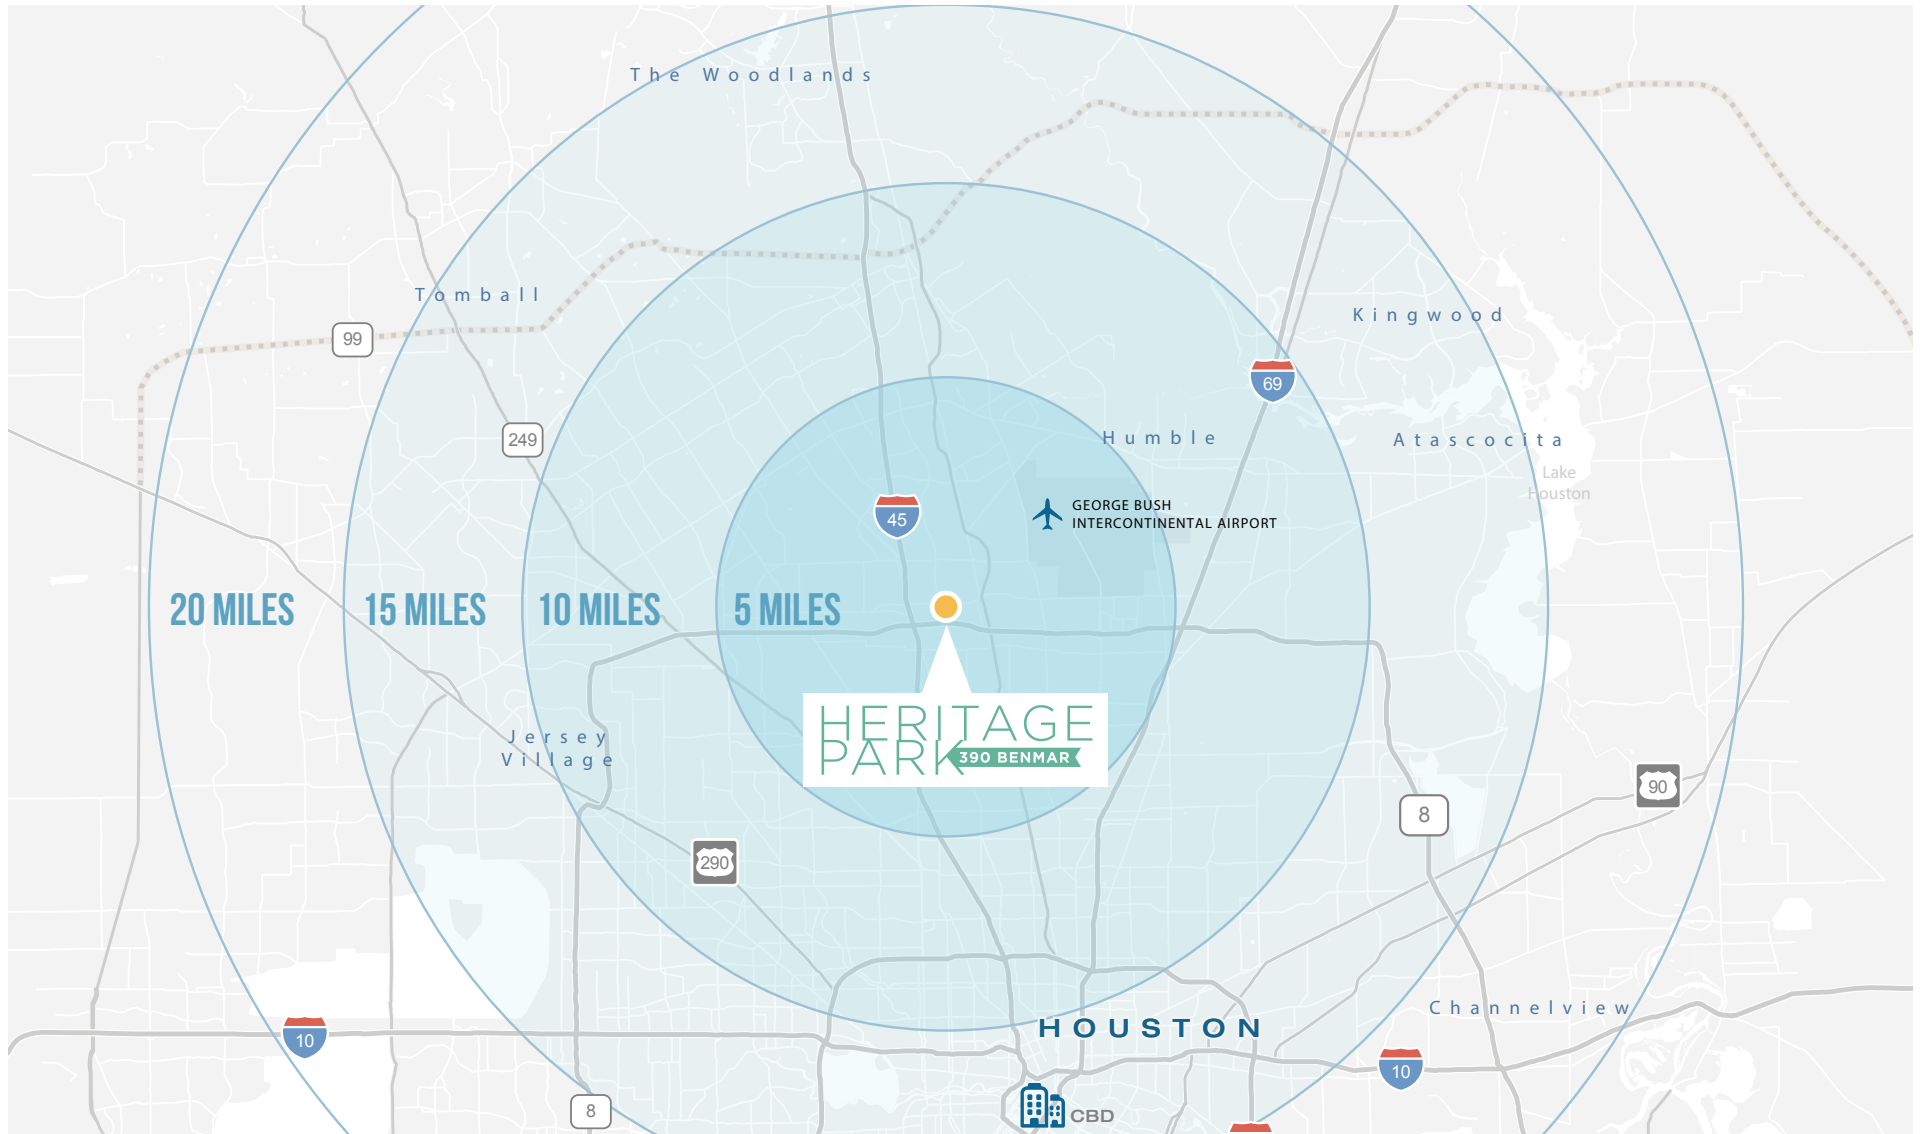 The Woodlands
Tomball
Kingwood
99
69
249
Humble
Atascocita
Lake
Houston
45
GEORGE BUSH
INTERCONTINENTAL AIRPORT
20 MILES
15 MILES
10 MILES
5 MILES
HERITAGE
PARK
390 BENMAR
Jersey
Village
90
8
290
Channelview
HOUSTON
10
10
8
CBD